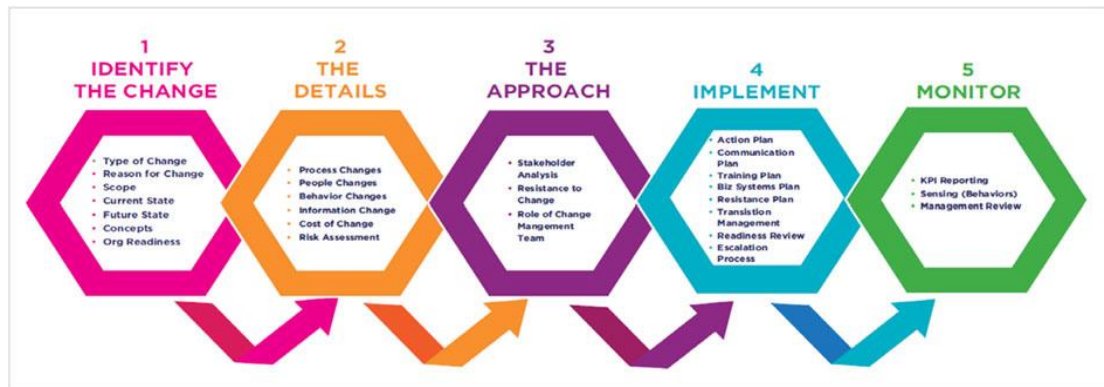 1
IDENTIFY
THE CHANGE
• Type of Change
• Reason for Change
• Scope
• Current State
• Future State
• Concepts
• Org Readiness
2
THE
DETAILS
• Process Changes
• People Changes
• Behavior Changes
• Information Change
• Cost of Change
• Risk Assessment
3
THE
APPROACH
• Stakeholder
Analysis
• Resistance to
Change
• Role of Change
Mangement
Team
4
IMPLEMENT
• Action Plan
• Communication
Plan
• Training Plan
• Biz Systems Plan
• Resistance Plan
• Transistion
Management
• Readiness Review
• Escalation
Process
5
MONITOR
• KPI Reporting
• Sensing (Behaviors)
• Management Review